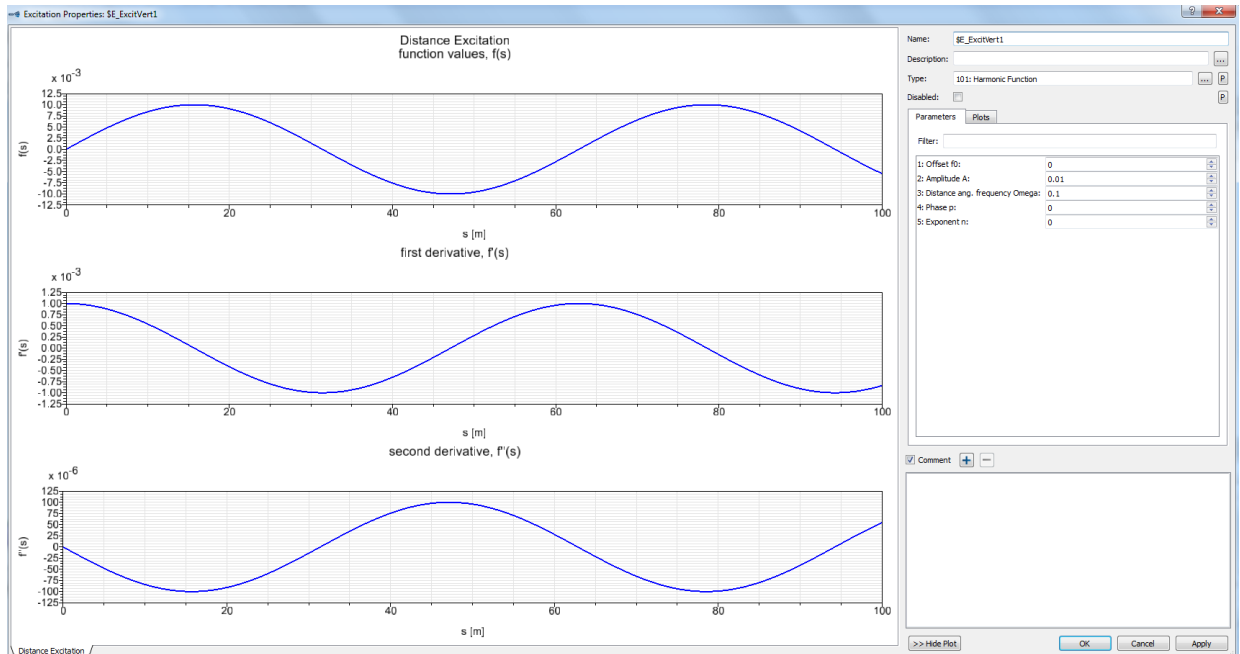 Excitation Properties: $E_ExcitVert1
Distance Excitation
function values, f(s)
x 10^-3
12.5
10.0
7.5
5.0
2.5
0.0
-2.5
-5.0
-7.5
-10.0
-12.5
f(s)
0 20 40 60 80 100
s [m]
first derivative, f'(s)
x 10^-3
1.25
1.00
0.75
0.50
0.25
0.00
-0.25
-0.50
-0.75
-1.00
-1.25
f'(s)
0 20 40 60 80 100
s [m]
second derivative, f''(s)
x 10^-6
125
100
75
50
25
0
-25
-50
-75
-100
-125
f''(s)
0 20 40 60 80 100
s [m]
Distance Excitation
Name: $E_ExcitVert1
Description: ...
Type: 101: Harmonic Function ... P
Disabled: P
Parameters Plots
Filter:
1: Offset f0: 0
2: Amplitude A: 0.01
3: Distance ang. frequency Omega: 0.1
4: Phase p: 0
5: Exponent n: 0
Comment
>> Hide Plot OK Cancel Apply